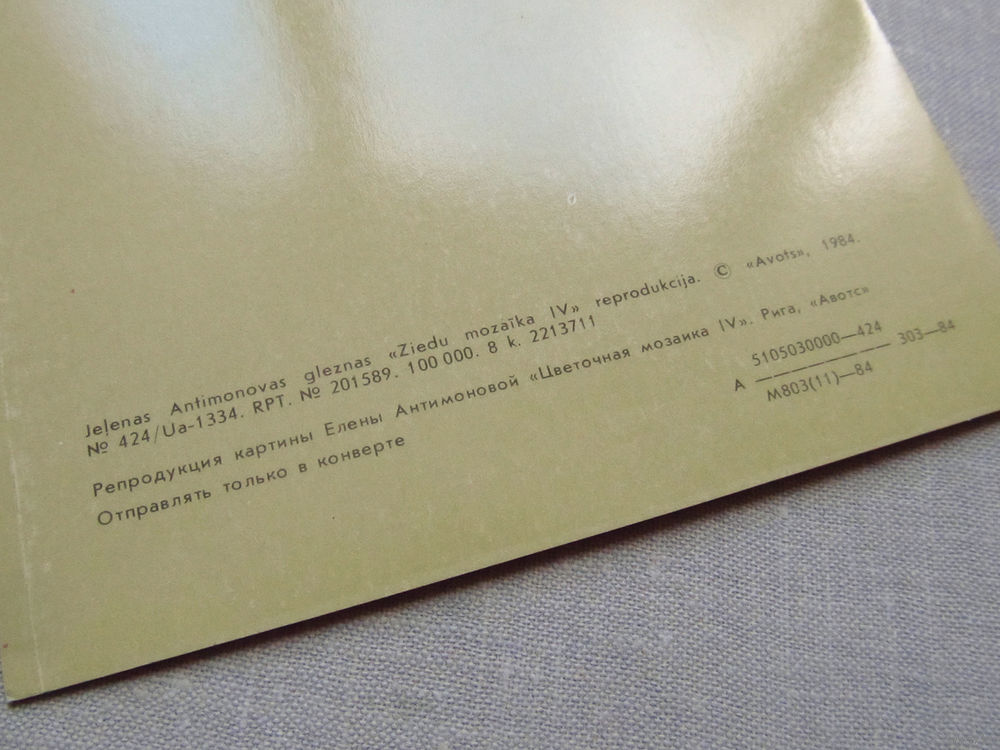 Jeļenas Antimonovas gleznas «Ziedu mozaīka IV» reprodukcija. © «Avots», 1984.
№ 424/Ua-1334. RPT. № 201589. 100 000. 8 k. 2213711
Репродукция картины Елены Антимоновой «Цветочная мозаика IV». Рига, «Авотс»
Отправлять только в конверте
5105030000—424
А ———————— 303—84
М803(11)—84